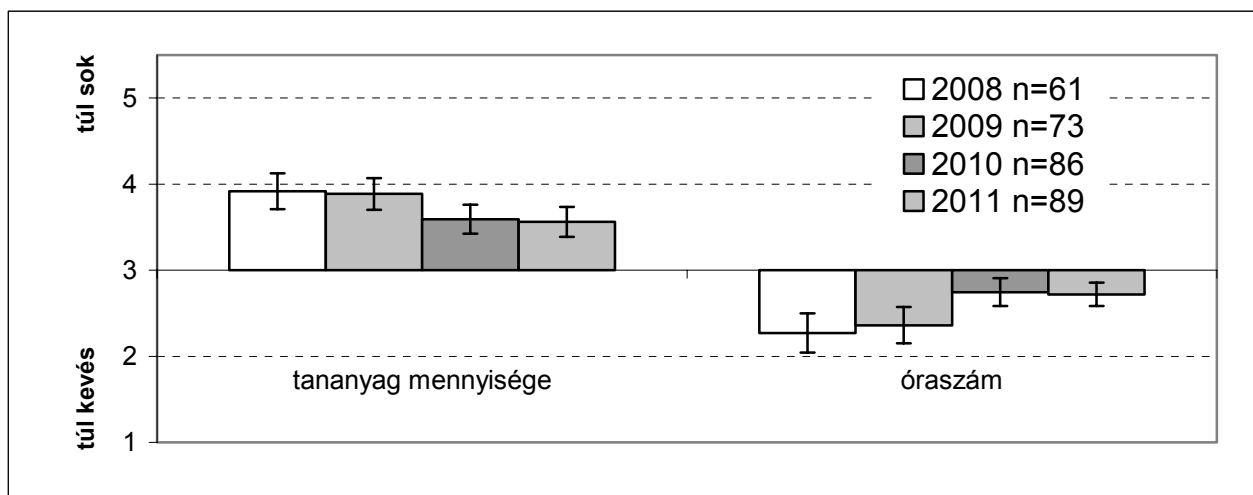 túl sok
túl kevés
5
4
3
2
1
2008 n=61
2009 n=73
2010 n=86
2011 n=89
tananyag mennyisége
óraszám